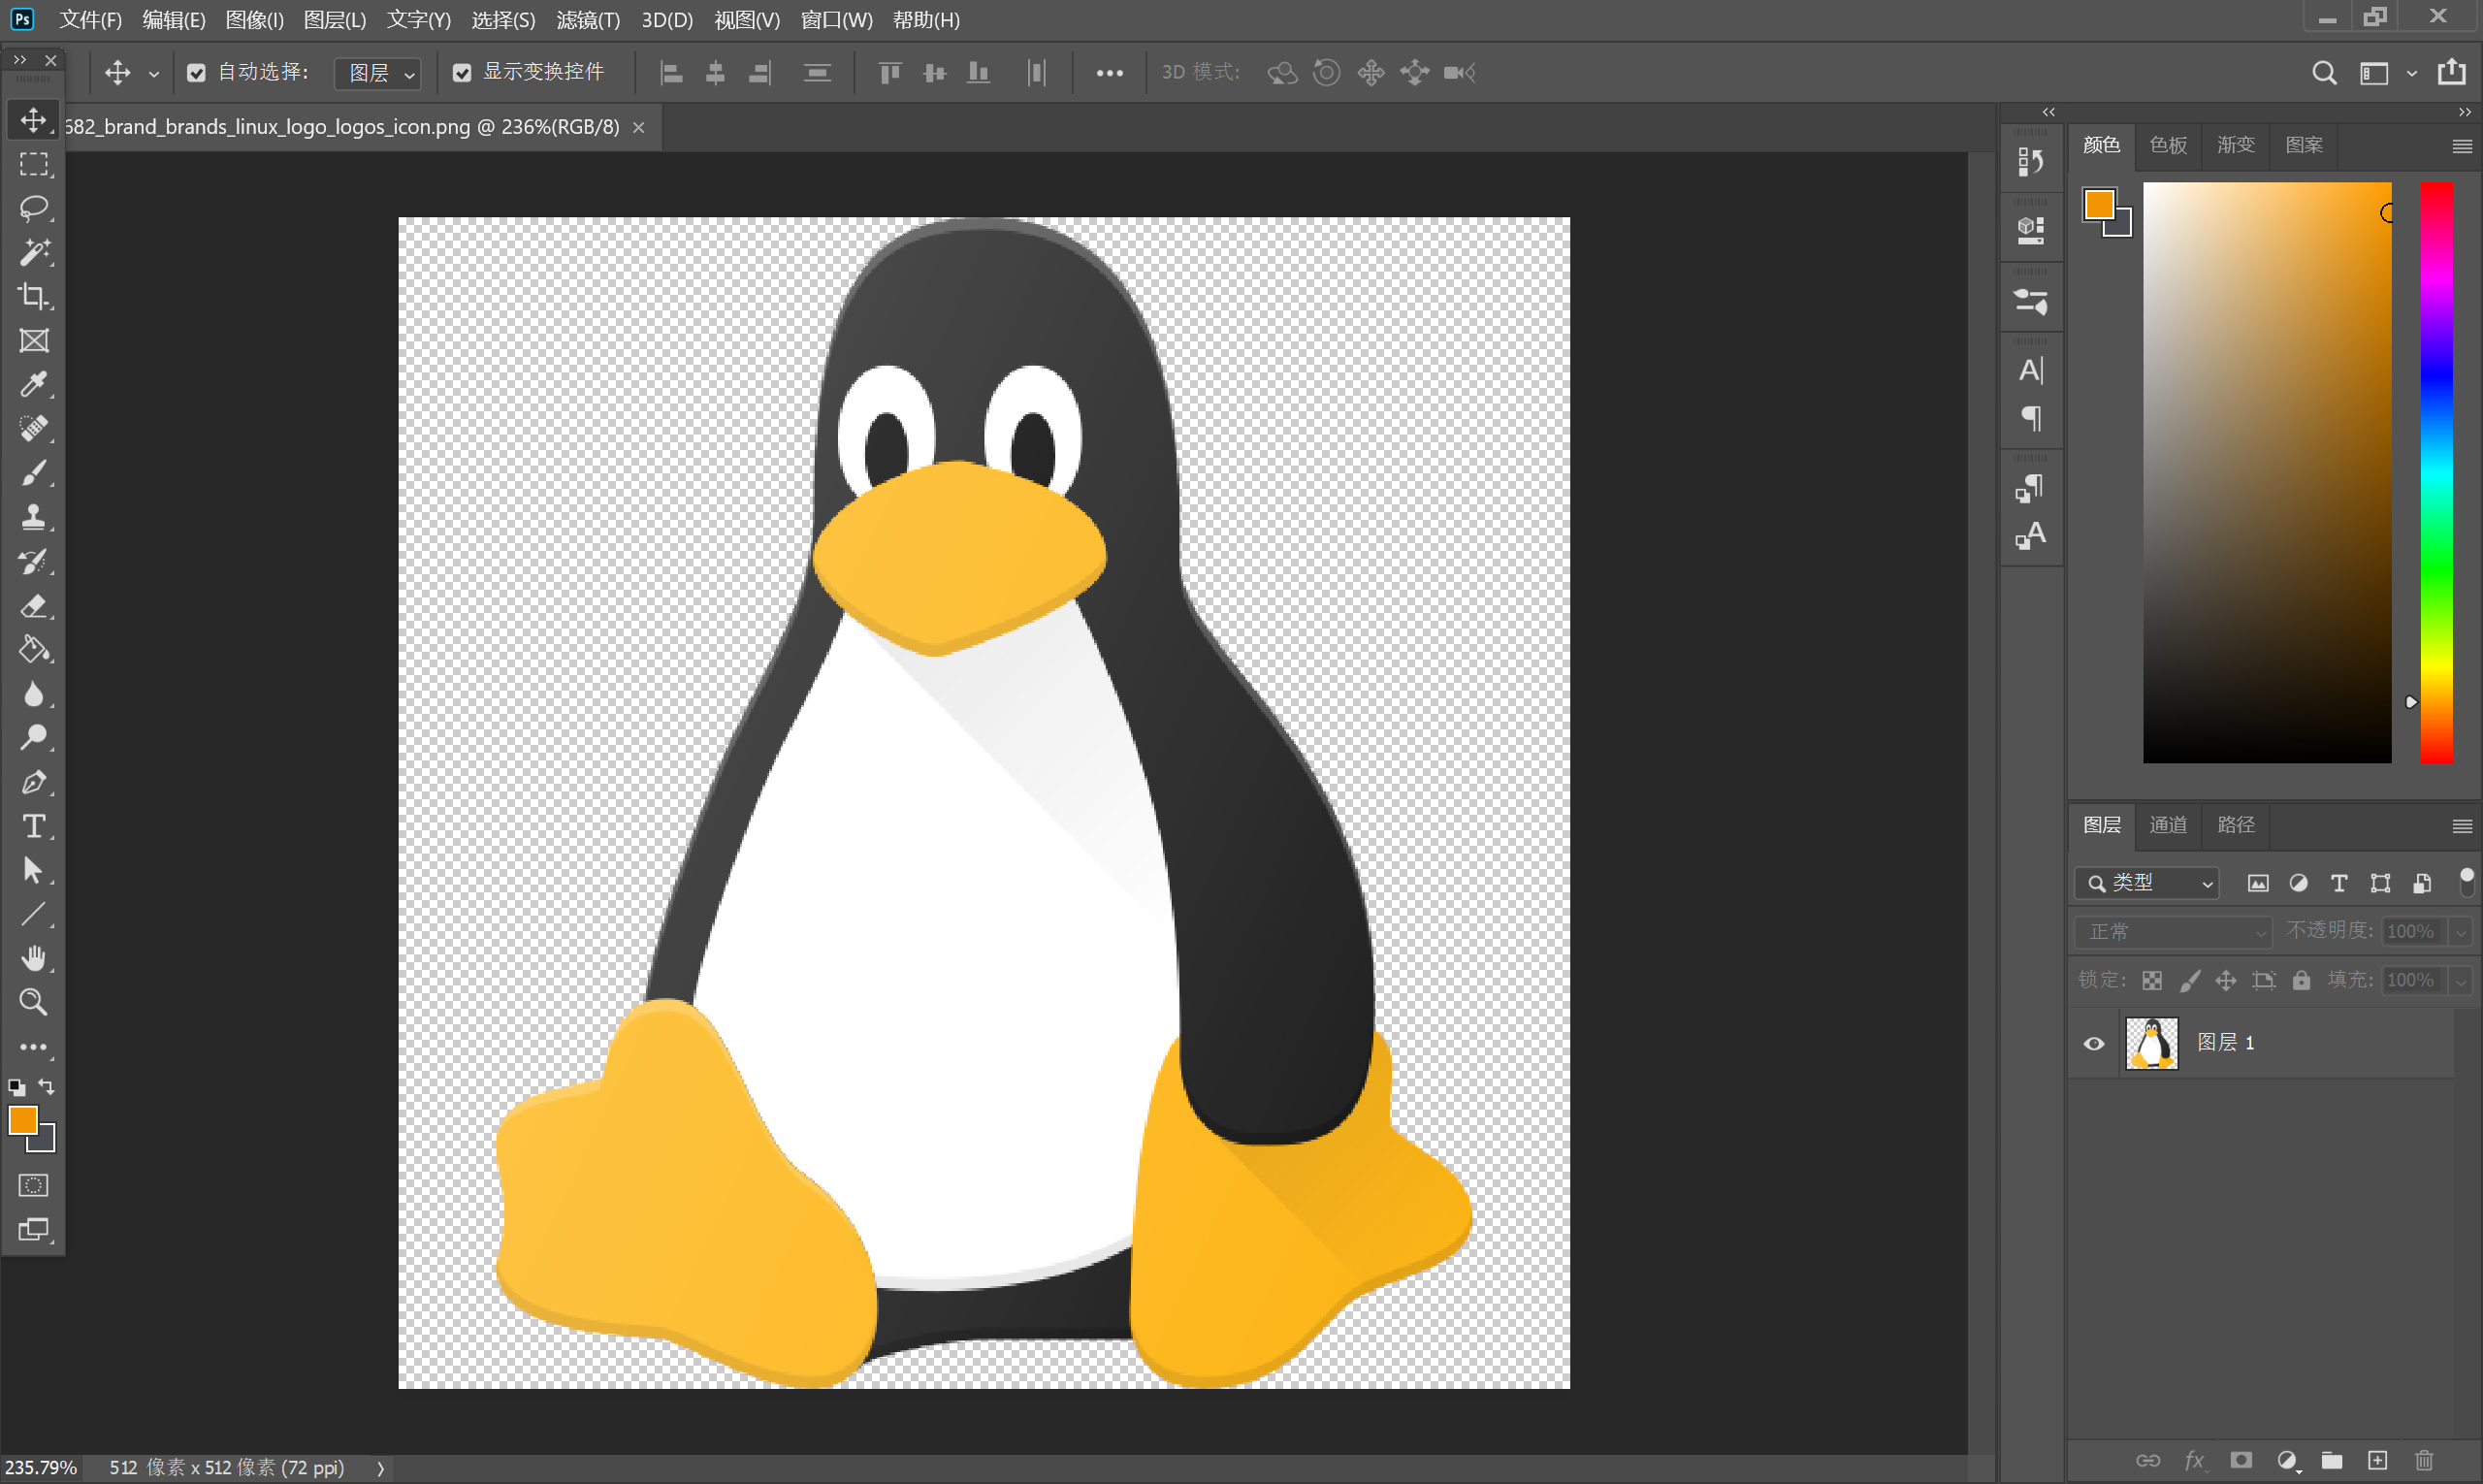 Ps 文件(F) 编辑(E) 图像(I) 图层(L) 文字(Y) 选择(S) 滤镜(T) 3D(D) 视图(V) 窗口(W) 帮助(H)
自动选择: 图层 显示变换控件 3D 模式:
682_brand_brands_linux_logo_logos_icon.png @ 236%(RGB/8)
颜色 色板 渐变 图案
图层 通道 路径
类型
正常 不透明度: 100%
锁定: 填充: 100%
图层 1
fx
235.79% 512 像素 x 512 像素 (72 ppi)